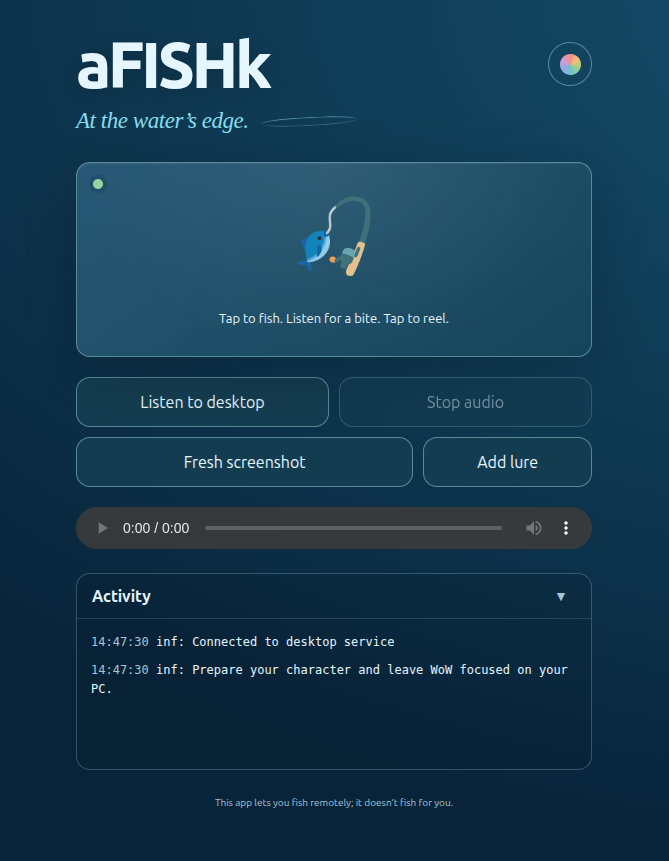 aFISHk
At the water’s edge.
Tap to fish. Listen for a bite. Tap to reel.
Listen to desktop
Stop audio
Fresh screenshot
Add lure
0:00 / 0:00
Activity
14:47:30 inf: Connected to desktop service
14:47:30 inf: Prepare your character and leave WoW focused on your
PC.
This app lets you fish remotely; it doesn’t fish for you.